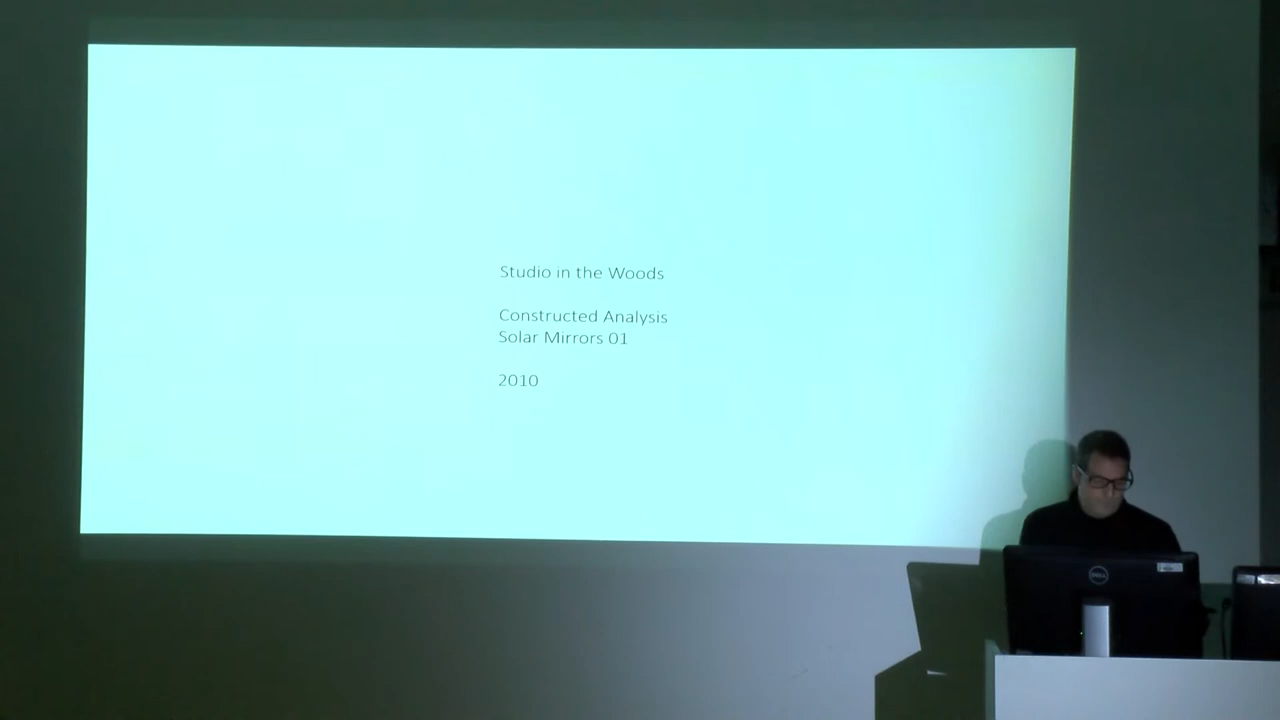 Studio in the Woods
Constructed Analysis
Solar Mirrors 01
2010
DELL